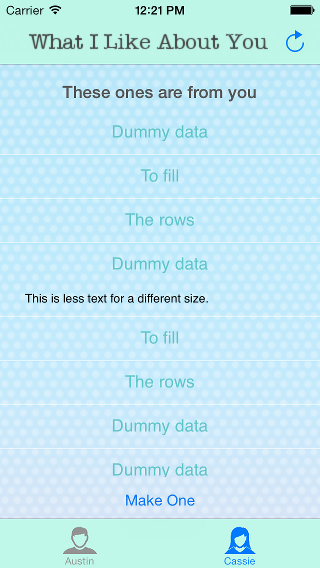 Carrier 12:21 PM
What I Like About You
These ones are from you
Dummy data
To fill
The rows
Dummy data
This is less text for a different size.
To fill
The rows
Dummy data
Dummy data
Make One
Austin Cassie